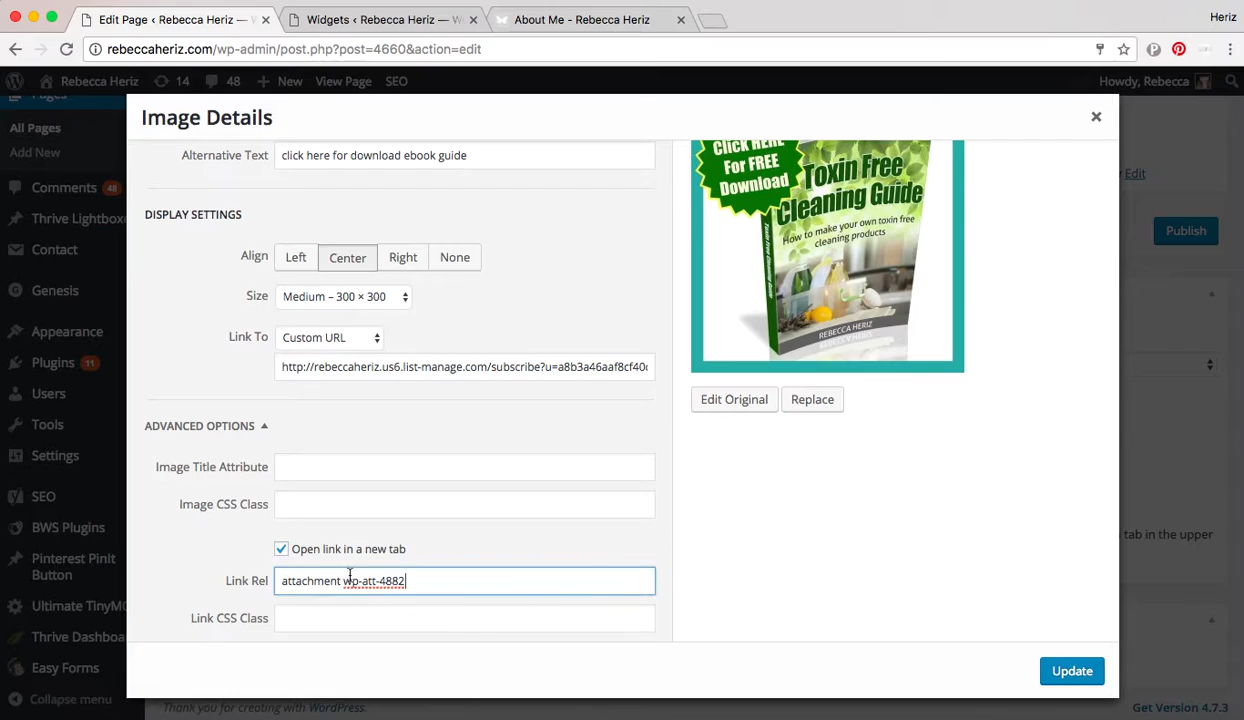 Edit Page ‹ Rebecca Heriz — W
Widgets ‹ Rebecca Heriz — W
About Me - Rebecca Heriz
Heriz
rebeccaheriz.com/wp-admin/post.php?post=4660&action=edit
Rebecca Heriz
14
48
New
View Page
SEO
Howdy, Rebecca
Pages
All Pages
Add New
Comments 48
Thrive Lightbox
Contact
Genesis
Appearance
Plugins 11
Users
Tools
Settings
SEO
BWS Plugins
Pinterest PinIt
Button
Ultimate TinyM
Thrive Dashboa
Easy Forms
Collapse menu
Image Details
Alternative Text
click here for download ebook guide
DISPLAY SETTINGS
Align
Left
Center
Right
None
Size
Medium – 300 × 300
Link To
Custom URL
http://rebeccaheriz.us6.list-manage.com/subscribe?u=a8b3a46aaf8cf40c
ADVANCED OPTIONS
Image Title Attribute
Image CSS Class
Open link in a new tab
Link Rel
attachment wp-att-4882
Link CSS Class
Click HERE
For FREE
Download
Toxin Free
Cleaning Guide
How to make your own toxin free
cleaning products
Toxin Free Cleaning Guide
REBECCA HERIZ
Edit Original
Replace
Update
Edit
Publish
tab in the upper
Thank you for creating with WordPress.
Get Version 4.7.3